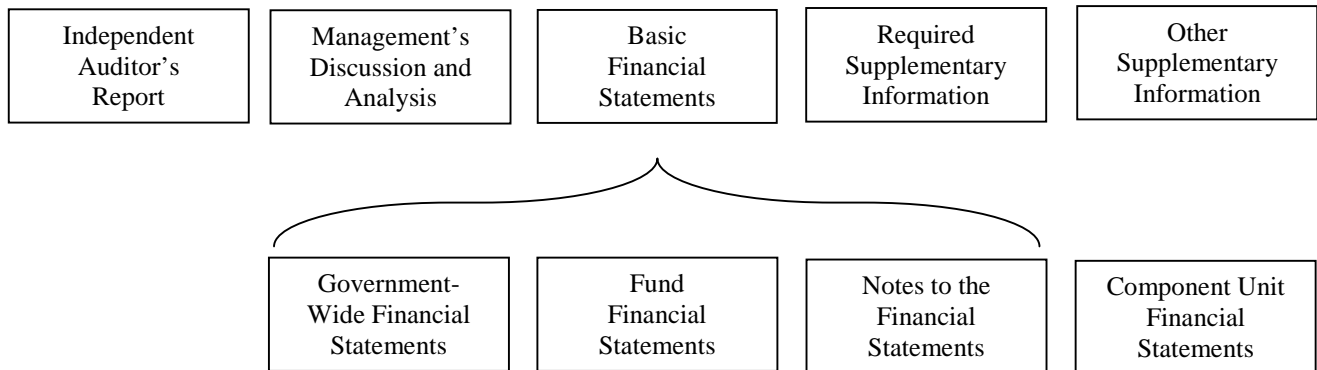 Independent
Auditor’s
Report
Management’s
Discussion and
Analysis
Basic
Financial
Statements
Required
Supplementary
Information
Other
Supplementary
Information
Government-
Wide Financial
Statements
Fund
Financial
Statements
Notes to the
Financial
Statements
Component Unit
Financial
Statements